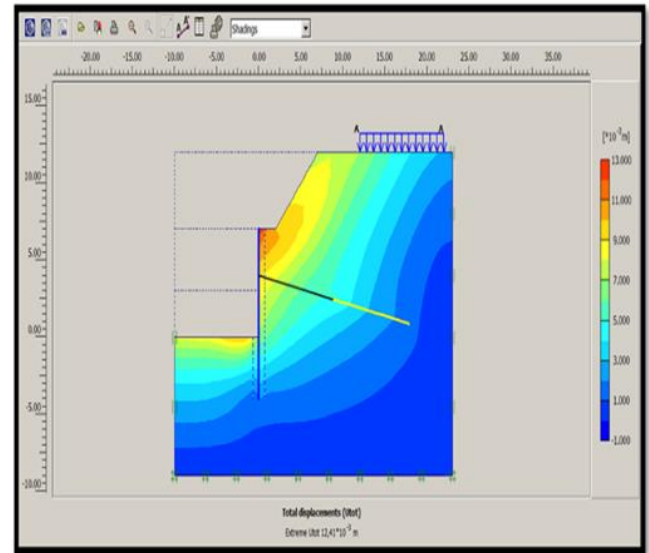 Shadings
-20.00 -15.00 -10.00 -5.00 0.00 5.00 10.00 15.00 20.00 25.00 30.00 35.00
15.00
A A
[*10⁻³ m]
13.000
10.00
11.000
9.000
5.00
7.000
0.00
5.000
3.000
-5.00
1.000
-1.000
-10.00
Total displacements (Utot)
Extreme Utot 12,41*10⁻³ m